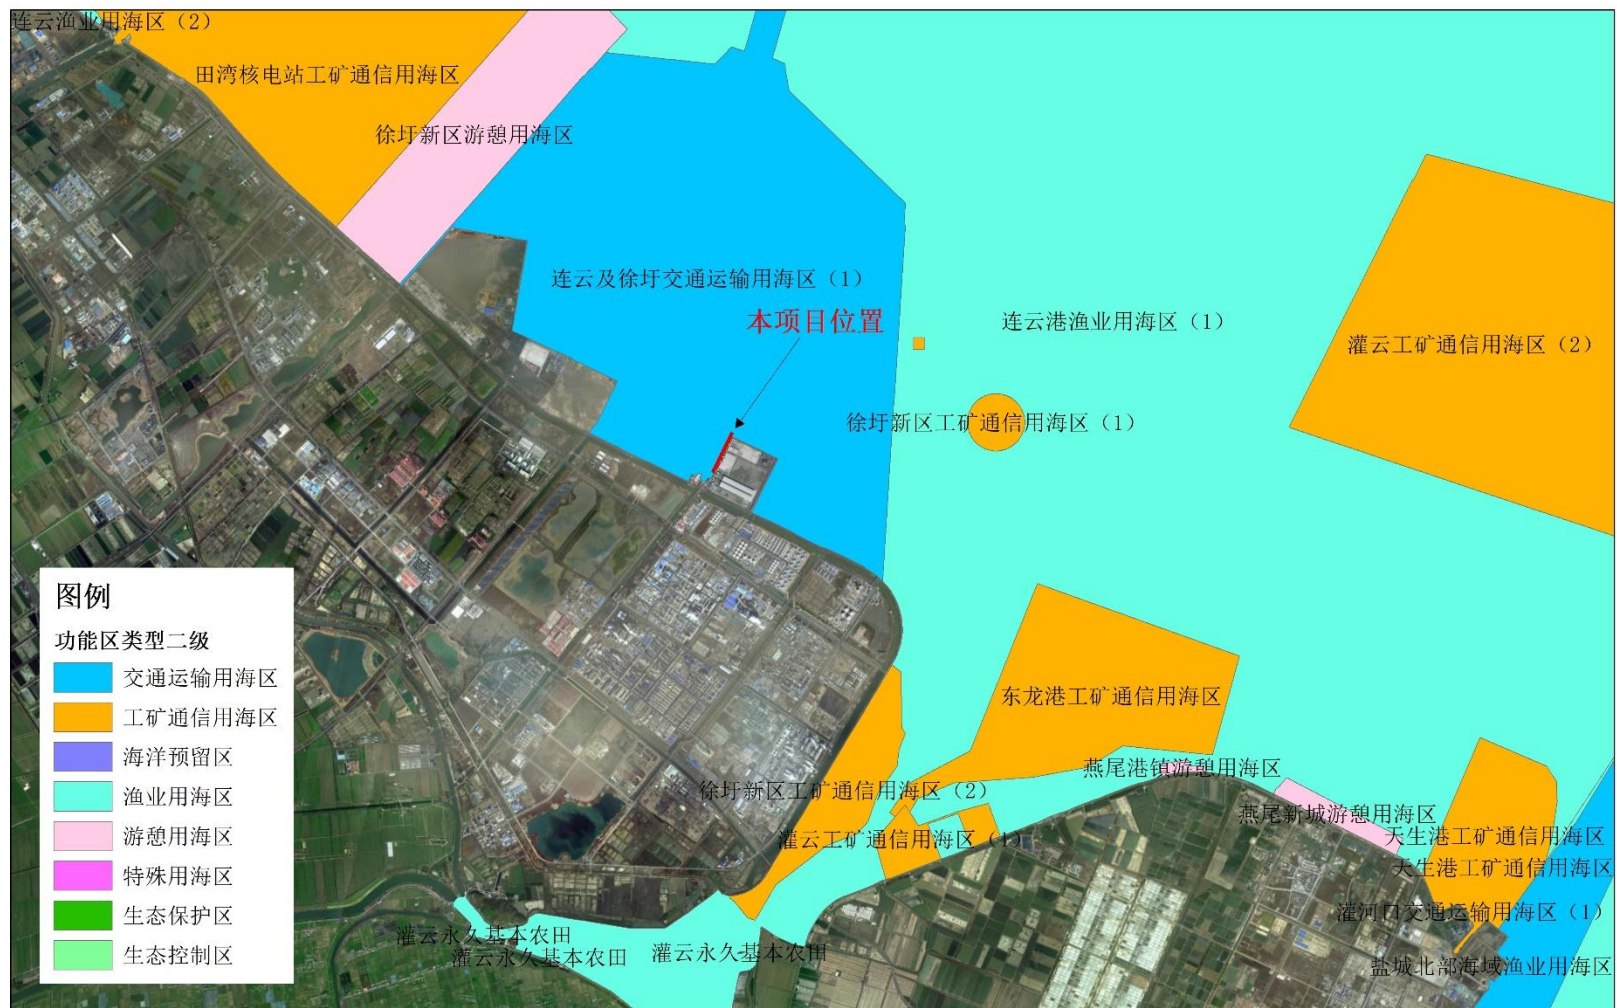 连云渔业用海区（2）
田湾核电站工矿通信用海区
徐圩新区游憩用海区
连云及徐圩交通运输用海区（1）
本项目位置
连云港渔业用海区（1）
灌云工矿通信用海区（2）
徐圩新区工矿通信用海区（1）
东龙港工矿通信用海区
燕尾港镇游憩用海区
徐圩新区工矿通信用海区（2）
燕尾新城游憩用海区
灌云工矿通信用海区（1）
天生港工矿通信用海区
天生港工矿通信用海区
灌河口交通运输用海区（1）
灌云永久基本农田
灌云永久基本农田
灌云永久基本农田
盐城北部海域渔业用海区
图例
功能区类型二级
交通运输用海区
工矿通信用海区
海洋预留区
渔业用海区
游憩用海区
特殊用海区
生态保护区
生态控制区